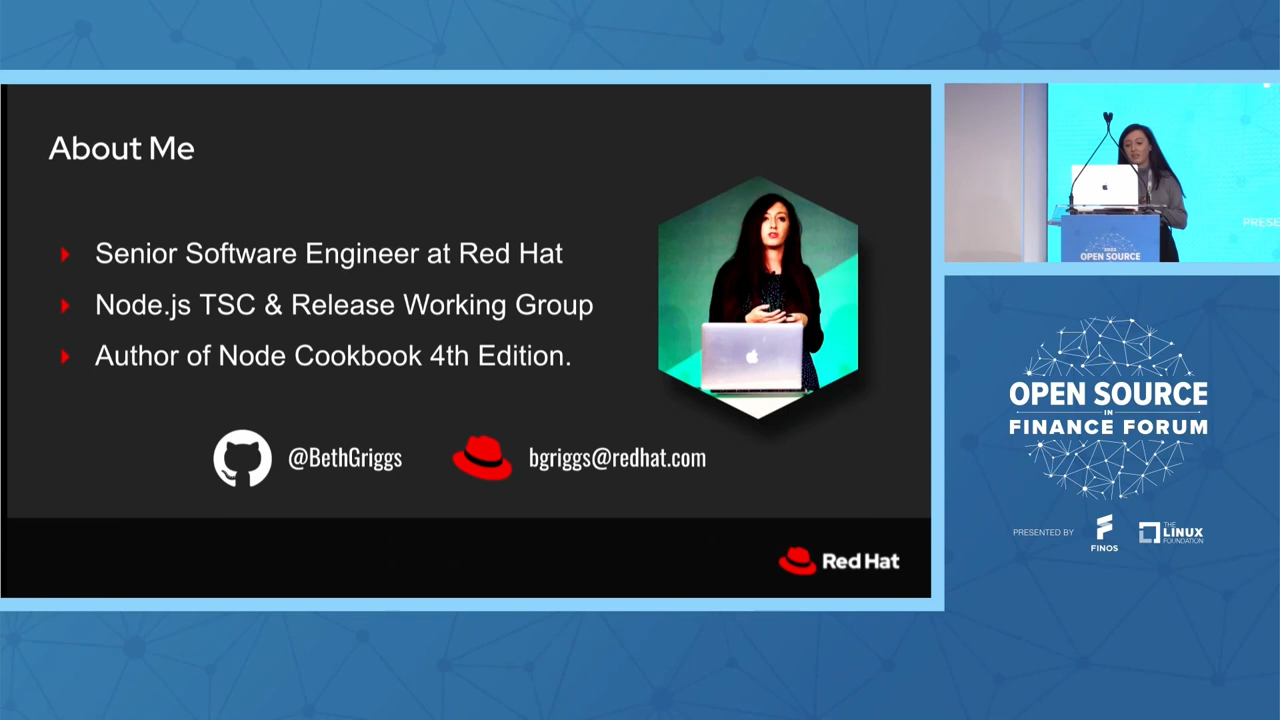 About Me
Senior Software Engineer at Red Hat
Node.js TSC & Release Working Group
Author of Node Cookbook 4th Edition.
@BethGriggs
bgriggs@redhat.com
Red Hat
PRESE
2022
OPEN SOURCE
OPEN SOURCE
IN
FINANCE FORUM
PRESENTED BY
FINOS
THE
LINUX
FOUNDATION